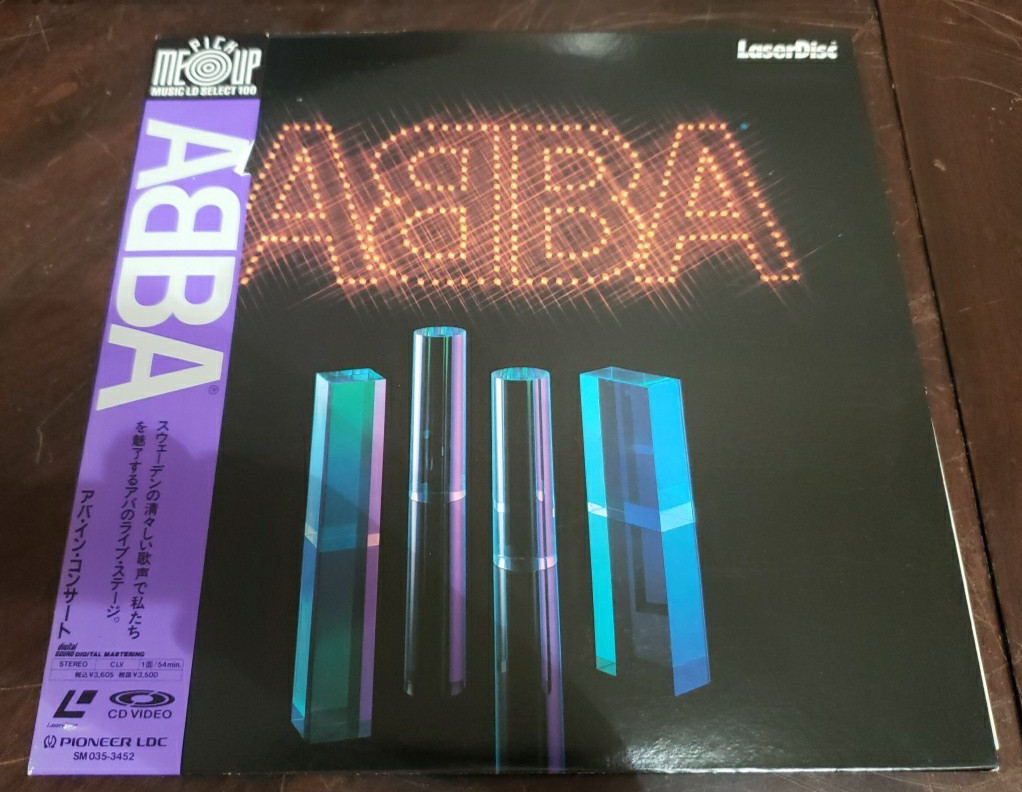 PICK
ME UP
MUSIC LD SELECT 100
LaserDisc
ABBA
ABBA®
スウェーデンの清々しい歌声で私たち
を魅了するアバのライブ・ステージ。
アバ・イン・コンサート
digital
SOUND DIGITAL MASTERING
STEREO CLV 1面/54min.
税込¥3,605 税抜¥3,500
CD VIDEO
PIONEER LDC
SM035-3452